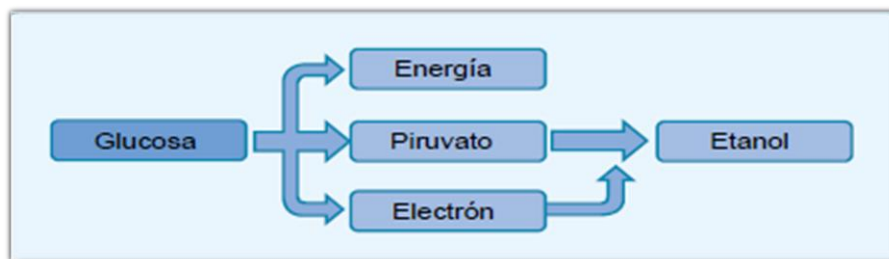 Energía
Glucosa
Piruvato
Etanol
Electrón